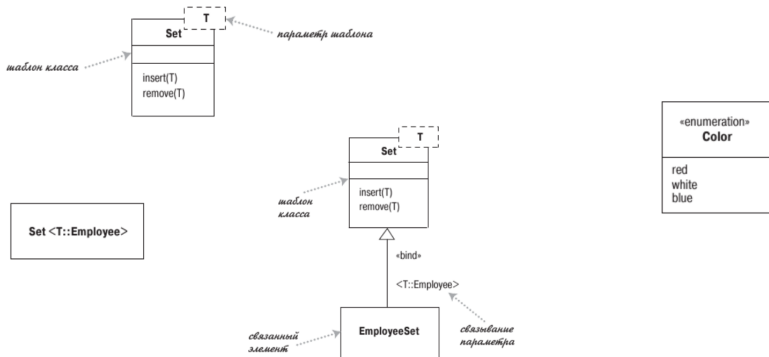 T
Set
параметр шаблона
шаблон класса
insert(T)
remove(T)
Set <T::Employee>
T
Set
шаблон
класса
insert(T)
remove(T)
«bind»
<T::Employee>
EmployeeSet
связанный
элемент
связывание
параметра
«enumeration»
Color
red
white
blue